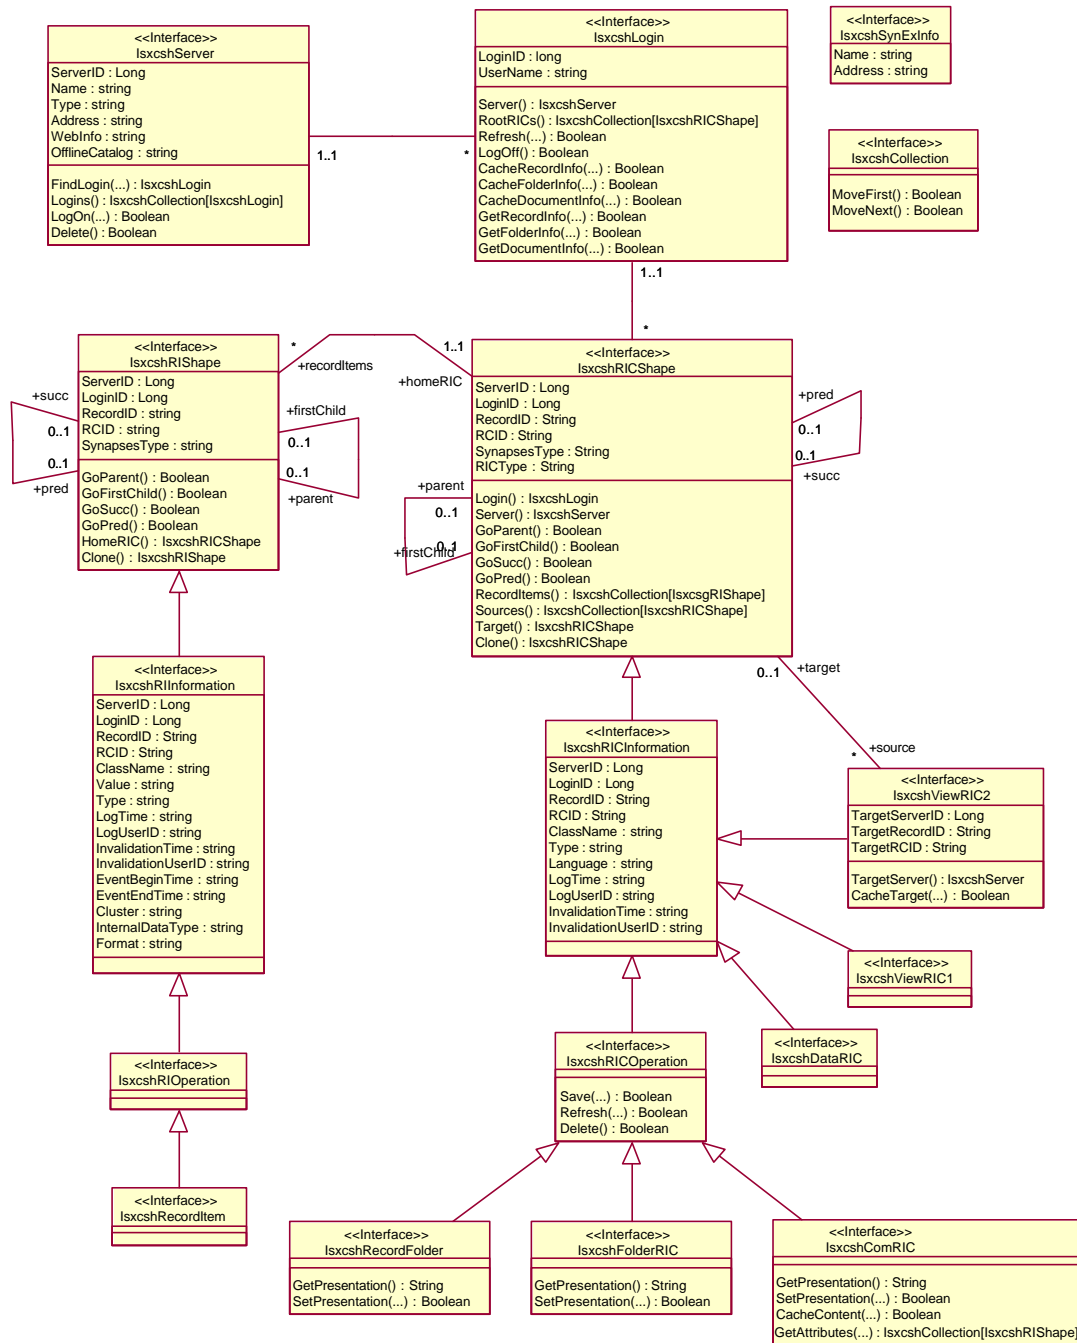 <<Interface>>
IsxcshServer
ServerID : Long
Name : string
Type : string
Address : string
WebInfo : string
OfflineCatalog : string
FindLogin(...) : IsxcshLogin
Logins() : IsxcshCollection[IsxcshLogin]
LogOn(...) : Boolean
Delete() : Boolean
1..1
*
<<Interface>>
IsxcshLogin
LoginID : long
UserName : string
Server() : IsxcshServer
RootRICs() : IsxcshCollection[IsxcshRICShape]
Refresh(...) : Boolean
LogOff() : Boolean
CacheRecordInfo(...) : Boolean
CacheFolderInfo(...) : Boolean
CacheDocumentInfo(...) : Boolean
GetRecordInfo(...) : Boolean
GetFolderInfo(...) : Boolean
GetDocumentInfo(...) : Boolean
<<Interface>>
IsxcshSynExInfo
Name : string
Address : string
<<Interface>>
IsxcshCollection
MoveFirst() : Boolean
MoveNext() : Boolean
1..1
*
<<Interface>>
IsxcshRIShape
ServerID : Long
LoginID : Long
RecordID : string
RCID : string
SynapsesType : string
GoParent() : Boolean
GoFirstChild() : Boolean
GoSucc() : Boolean
GoPred() : Boolean
HomeRIC() : IsxcshRICShape
Clone() : IsxcshRIShape
+succ
0..1
0..1
+pred
+firstChild
0..1
0..1
+parent
*
+recordItems
1..1
+homeRIC
<<Interface>>
IsxcshRICShape
ServerID : Long
LoginID : Long
RecordID : String
RCID : String
SynapsesType : String
RICType : String
Login() : IsxcshLogin
Server() : IsxcshServer
GoParent() : Boolean
GoFirstChild() : Boolean
GoSucc() : Boolean
GoPred() : Boolean
RecordItems() : IsxcshCollection[IsxcsgRIShape]
Sources() : IsxcshCollection[IsxcshRICShape]
Target() : IsxcshRICShape
Clone() : IsxcshRICShape
+pred
0..1
0..1
+succ
+parent
0..1
0..1
+firstChild
0..1
+target
*
+source
<<Interface>>
IsxcshRIInformation
ServerID : Long
LoginID : Long
RecordID : String
RCID : String
ClassName : string
Value : string
Type : string
LogTime : string
LogUserID : string
InvalidationTime : string
InvalidationUserID : string
EventBeginTime : string
EventEndTime : string
Cluster : string
InternalDataType : string
Format : string
<<Interface>>
IsxcshRICInformation
ServerID : Long
LoginID : Long
RecordID : String
RCID : String
ClassName : string
Type : string
Language : string
LogTime : string
LogUserID : string
InvalidationTime : string
InvalidationUserID : string
<<Interface>>
IsxcshViewRIC2
TargetServerID : Long
TargetRecordID : String
TargetRCID : String
TargetServer() : IsxcshServer
CacheTarget(...) : Boolean
<<Interface>>
IsxcshViewRIC1
<<Interface>>
IsxcshDataRIC
<<Interface>>
IsxcshRIOperation
<<Interface>>
IsxcshRICOperation
Save(...) : Boolean
Refresh(...) : Boolean
Delete() : Boolean
<<Interface>>
IsxcshRecordItem
<<Interface>>
IsxcshRecordFolder
GetPresentation() : String
SetPresentation(...) : Boolean
<<Interface>>
IsxcshFolderRIC
GetPresentation() : String
SetPresentation(...) : Boolean
<<Interface>>
IsxcshComRIC
GetPresentation() : String
SetPresentation(...) : Boolean
CacheContent(...) : Boolean
GetAttributes(...) : IsxcshCollection[IsxcshRIShape]